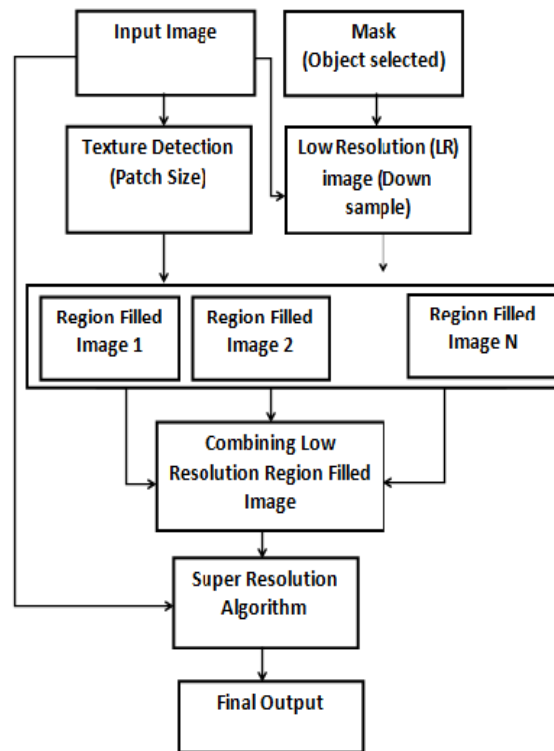 Input Image
Mask
(Object selected)
Texture Detection
(Patch Size)
Low Resolution (LR)
image (Down
sample)
Region Filled
Image 1
Region Filled
Image 2
Region Filled
Image N
Combining Low
Resolution Region Filled
Image
Super Resolution
Algorithm
Final Output